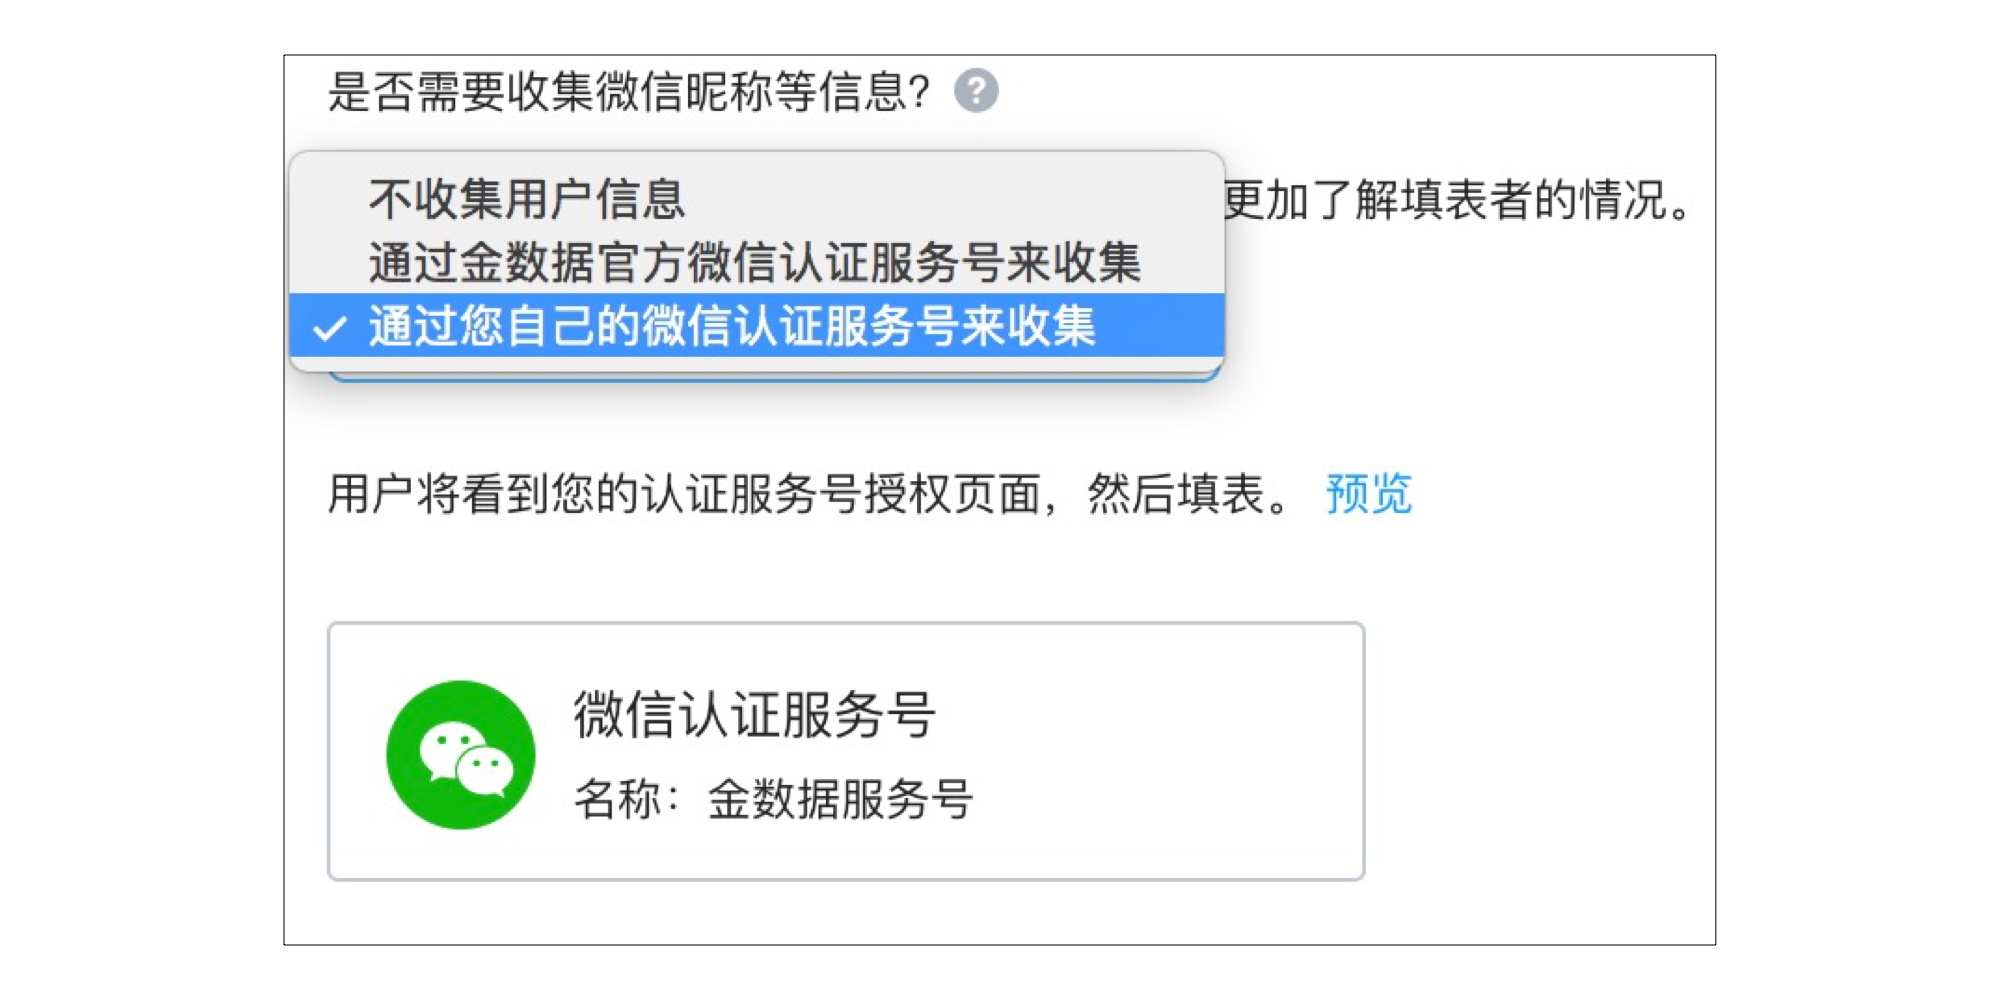 是否需要收集微信昵称等信息？
不收集用户信息
更加了解填表者的情况。
通过金数据官方微信认证服务号来收集
通过您自己的微信认证服务号来收集
用户将看到您的认证服务号授权页面，然后填表。 预览
微信认证服务号
名称：金数据服务号